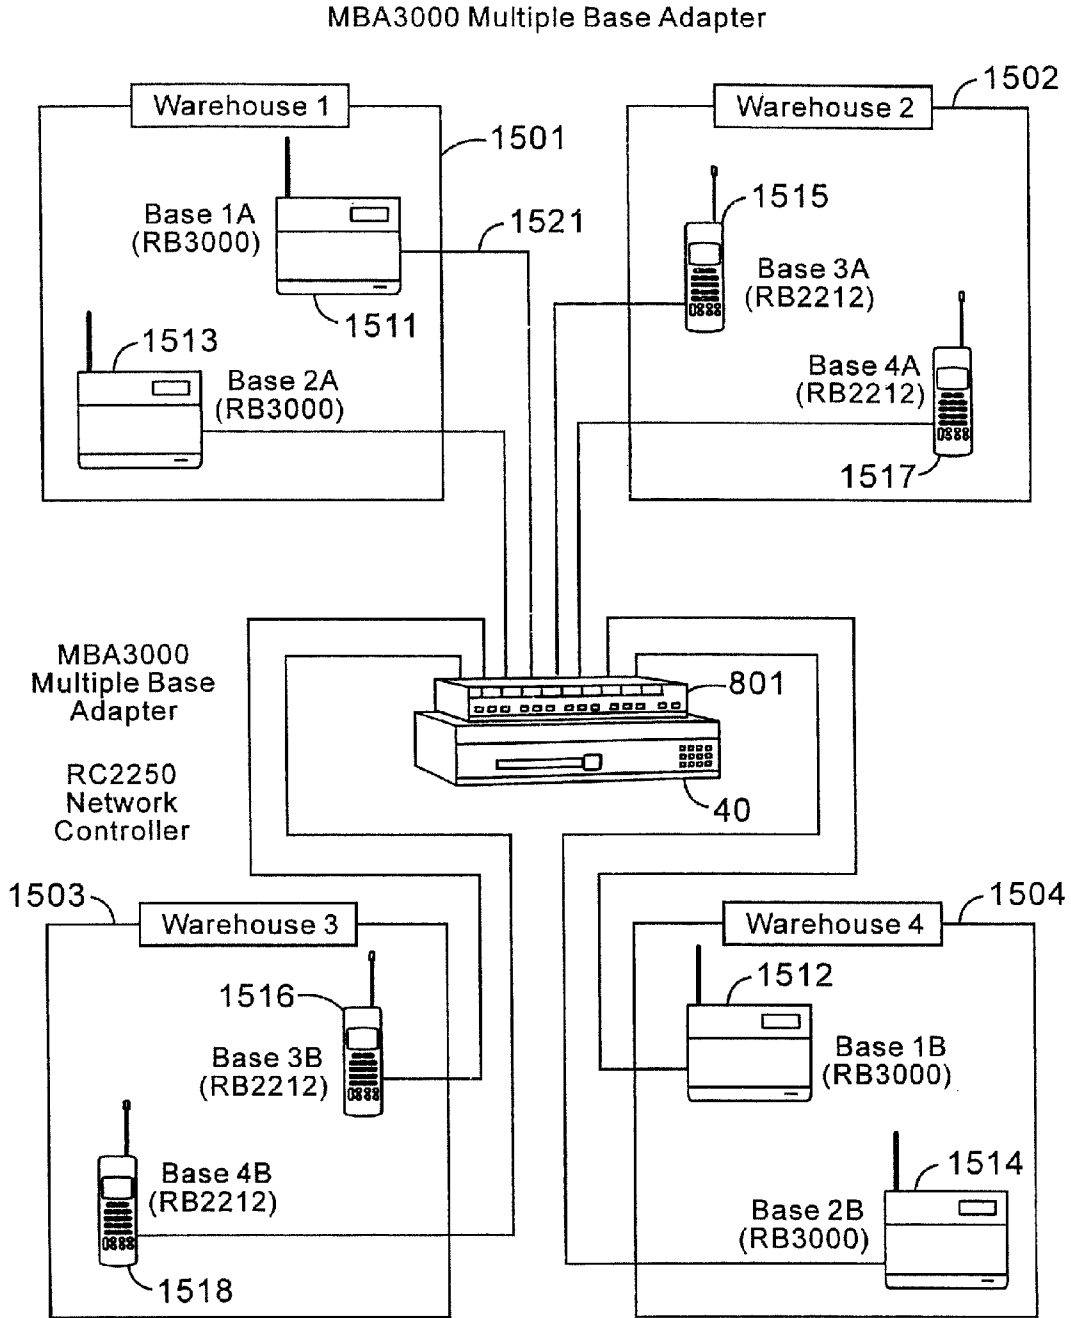 MBA3000 Multiple Base Adapter
Warehouse 1
1501
Base 1A
(RB3000)
1521
1511
1513
Base 2A
(RB3000)
Warehouse 2
1502
1515
Base 3A
(RB2212)
Base 4A
(RB2212)
1517
MBA3000
Multiple Base
Adapter
801
RC2250
Network
Controller
40
1503
Warehouse 3
1516
Base 3B
(RB2212)
Base 4B
(RB2212)
1518
Warehouse 4
1504
1512
Base 1B
(RB3000)
1514
Base 2B
(RB3000)